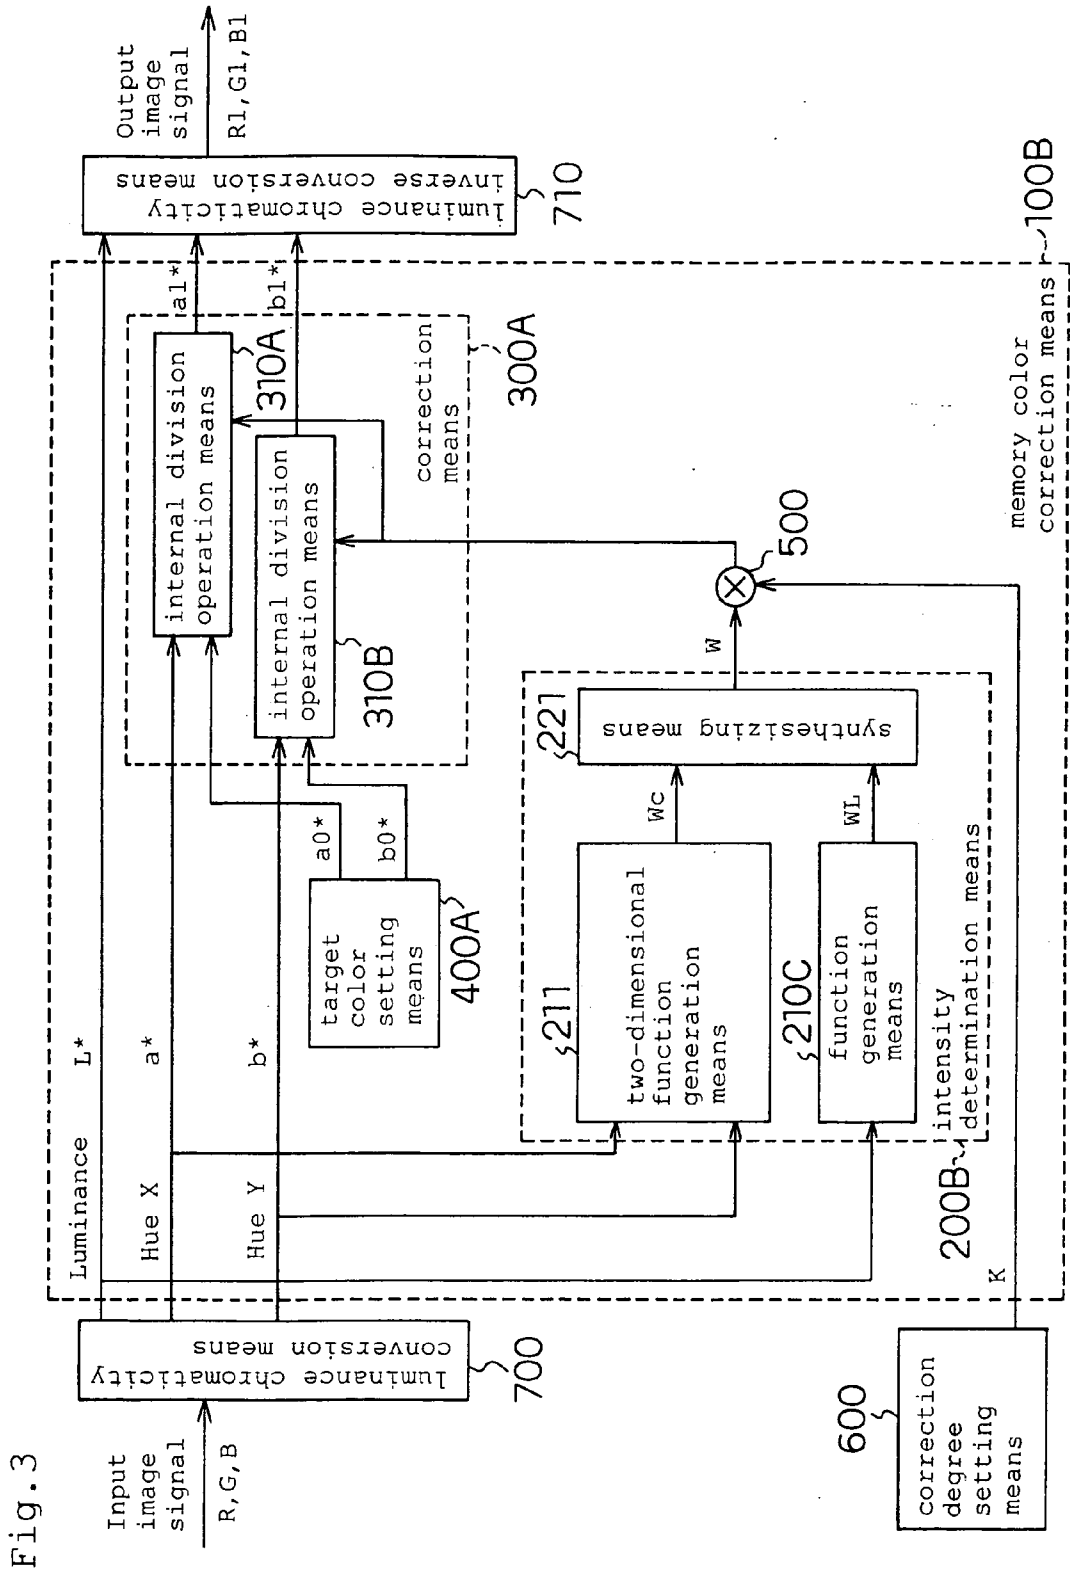 Fig.3
Input
image
signal
R,G,B
luminance chromaticity
conversion means
700
Luminance
L*
Hue X
a*
Hue Y
b*
target
color
setting
means
400A
a0*
b0*
internal division
operation means
310A
internal division
operation means
310B
correction
means
300A
a1*
b1*
luminance chromaticity
inverse conversion means
710
Output
image
signal
R1,G1,B1
two-dimensional
function
generation
means
211
function
generation
means
210C
Wc
WL
synthesizing means
221
W
500
intensity
determination means
200B
K
correction
degree
setting
means
600
memory color
correction means
100B